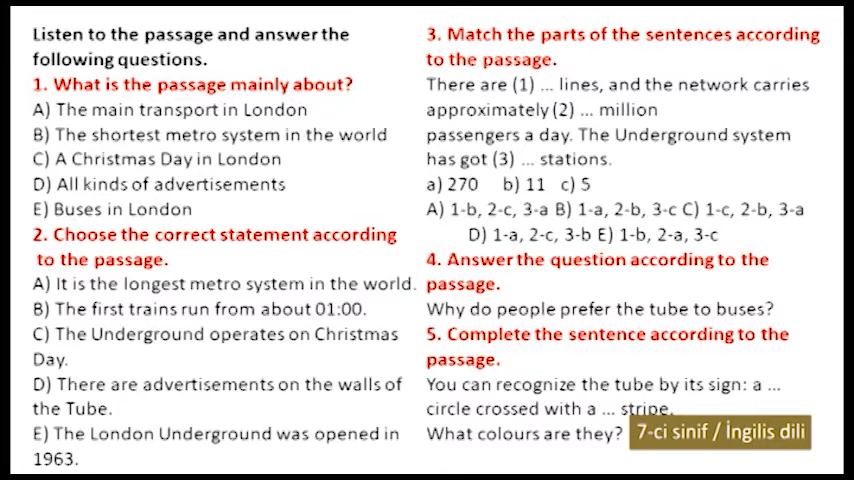 Listen to the passage and answer the
following questions.
1. What is the passage mainly about?
A) The main transport in London
B) The shortest metro system in the world
C) A Christmas Day in London
D) All kinds of advertisements
E) Buses in London
2. Choose the correct statement according
to the passage.
A) It is the longest metro system in the world.
B) The first trains run from about 01:00.
C) The Underground operates on Christmas
Day.
D) There are advertisements on the walls of
the Tube.
E) The London Underground was opened in
1963.
3. Match the parts of the sentences according
to the passage.
There are (1) ... lines, and the network carries
approximately (2) ... million
passengers a day. The Underground system
has got (3) ... stations.
a) 270 b) 11 c) 5
A) 1-b, 2-c, 3-a B) 1-a, 2-b, 3-c C) 1-c, 2-b, 3-a
D) 1-a, 2-c, 3-b E) 1-b, 2-a, 3-c
4. Answer the question according to the
passage.
Why do people prefer the tube to buses?
5. Complete the sentence according to the
passage.
You can recognize the tube by its sign: a ...
circle crossed with a ... stripe.
What colours are they?
7-ci sinif / İngilis dili